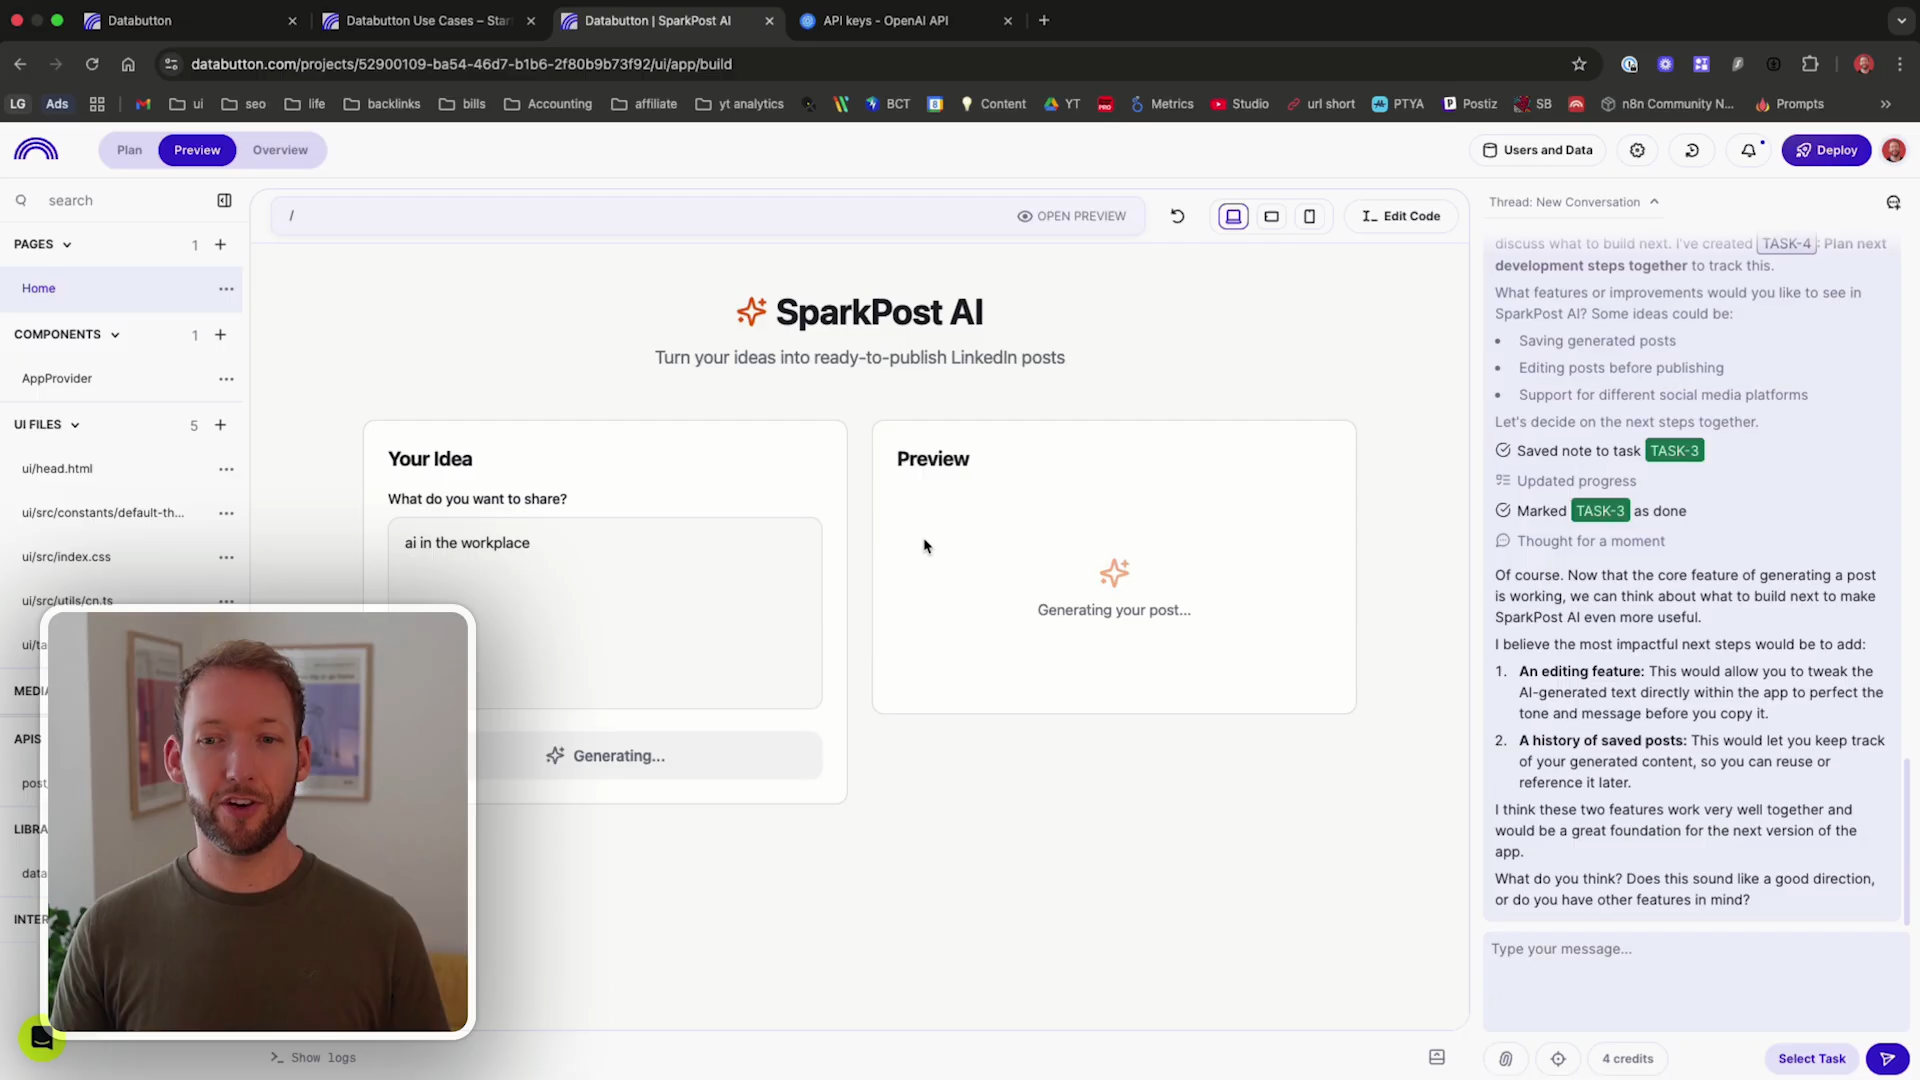 Databutton
Databutton Use Cases – Star
Databutton | SparkPost AI
API keys - OpenAI API
databutton.com/projects/52900109-ba54-46d7-b1b6-2f80b9b73f92/ui/app/build
LG
Ads
ui
seo
life
backlinks
bills
Accounting
affiliate
yt analytics
BCT
Content
YT
Metrics
Studio
url short
PTYA
Postiz
SB
n8n Community N...
Prompts
Plan
Preview
Overview
Users and Data
Deploy
search
PAGES
1
Home
COMPONENTS
1
AppProvider
UI FILES
5
ui/head.html
ui/src/constants/default-th...
ui/src/index.css
ui/src/utils/cn.ts
ui/ta
MEDIA
APIS
post
LIBRA
data
INTER
/
OPEN PREVIEW
Edit Code
SparkPost AI
Turn your ideas into ready-to-publish LinkedIn posts
Your Idea
What do you want to share?
ai in the workplace
Generating...
Preview
Generating your post...
Show logs
Thread: New Conversation
discuss what to build next. I've created TASK-4: Plan next
development steps together to track this.
What features or improvements would you like to see in
SparkPost AI? Some ideas could be:
• Saving generated posts
• Editing posts before publishing
• Support for different social media platforms
Let's decide on the next steps together.
Saved note to task TASK-3
Updated progress
Marked TASK-3 as done
Thought for a moment
Of course. Now that the core feature of generating a post
is working, we can think about what to build next to make
SparkPost AI even more useful.
I believe the most impactful next steps would be to add:
1. An editing feature: This would allow you to tweak the
AI-generated text directly within the app to perfect the
tone and message before you copy it.
2. A history of saved posts: This would let you keep track
of your generated content, so you can reuse or
reference it later.
I think these two features work very well together and
would be a great foundation for the next version of the
app.
What do you think? Does this sound like a good direction,
or do you have other features in mind?
Type your message...
4 credits
Select Task